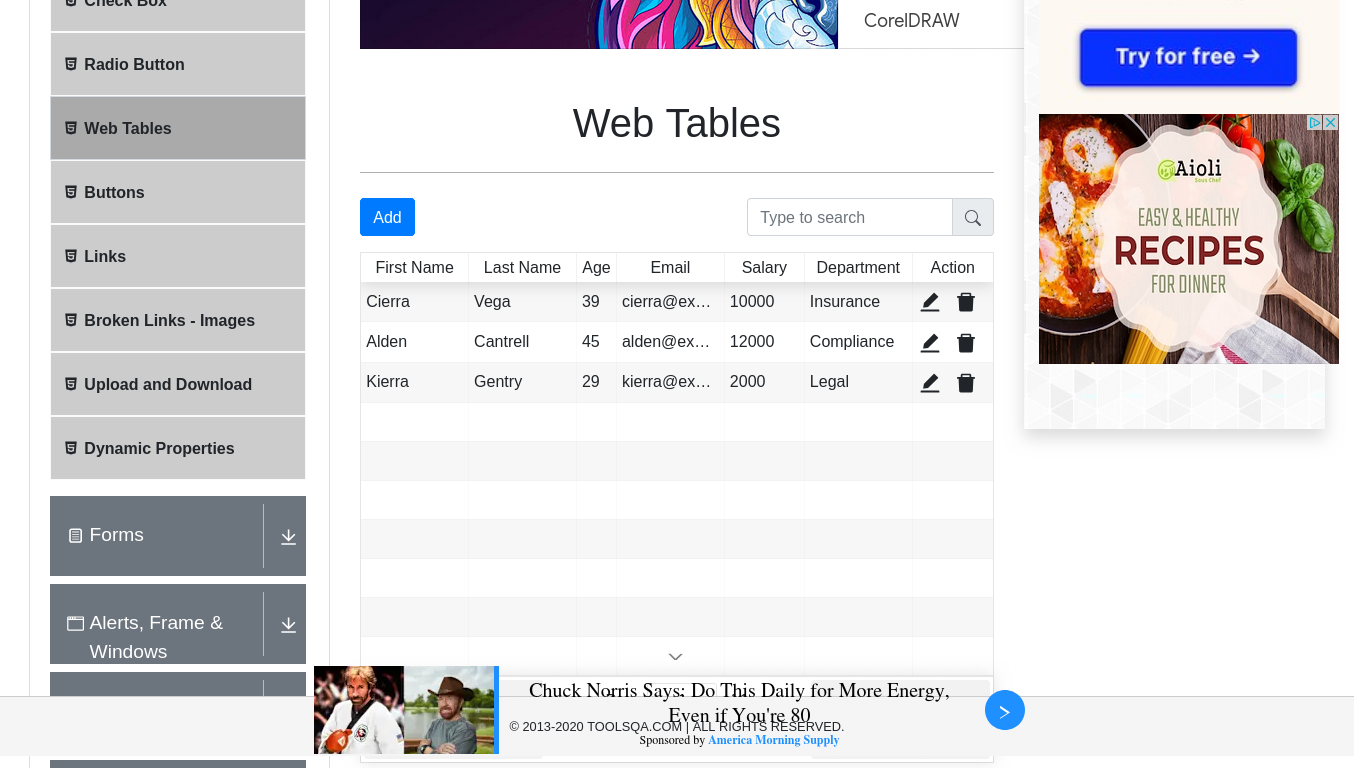 Check Box
CorelDRAW
Try for free →
Radio Button
Web Tables
Web Tables
Buttons
Links
Broken Links - Images
Upload and Download
Dynamic Properties
Forms
Alerts, Frame &
Windows
Add
Type to search
First Name Last Name Age Email Salary Department Action
Cierra Vega 39 cierra@ex… 10000 Insurance
Alden Cantrell 45 alden@ex… 12000 Compliance
Kierra Gentry 29 kierra@ex… 2000 Legal
Aioli
Sous Chef
EASY & HEALTHY
RECIPES
FOR DINNER
Chuck Norris Says: Do This Daily for More Energy,
Even if You're 80
© 2013-2020 TOOLSQA.COM | ALL RIGHTS RESERVED.
Sponsored by America Morning Supply